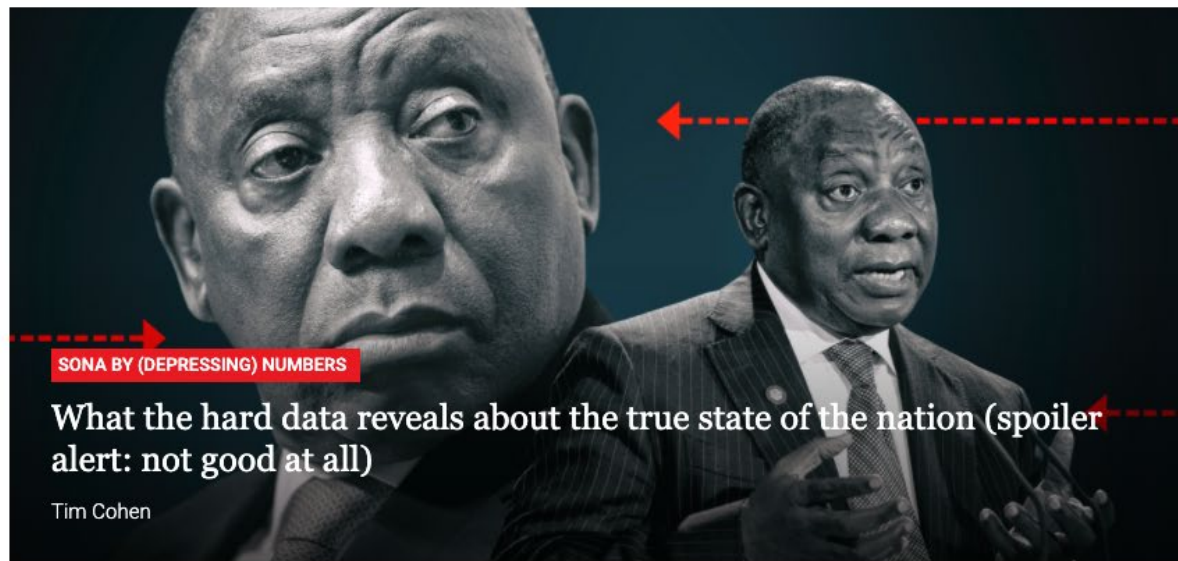 SONA BY (DEPRESSING) NUMBERS
What the hard data reveals about the true state of the nation (spoiler
alert: not good at all)
Tim Cohen